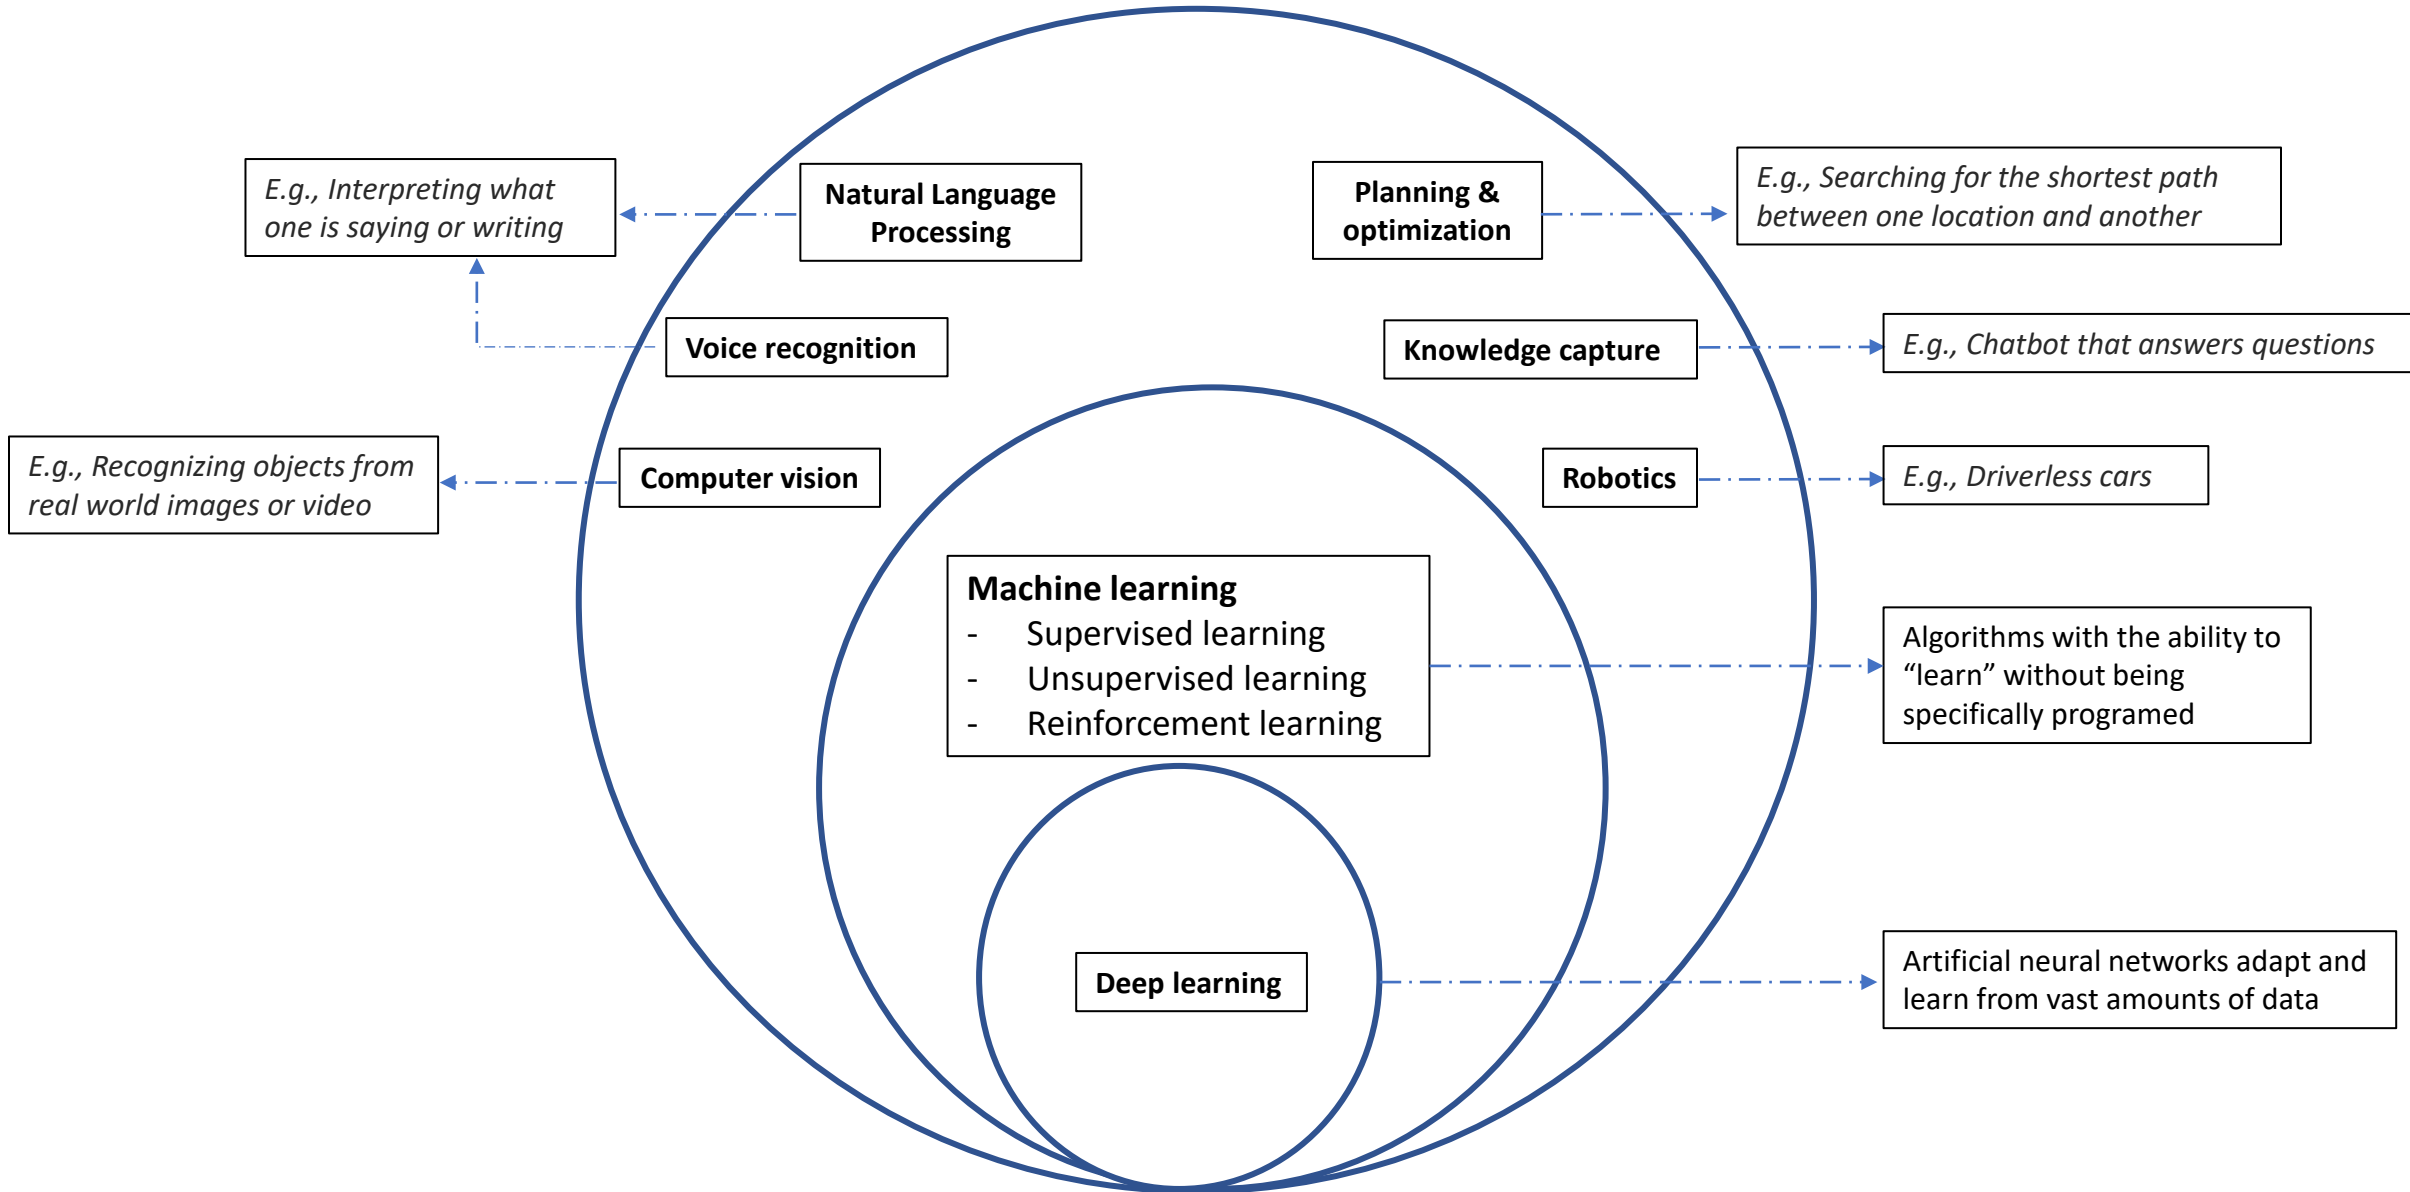 E.g., Interpreting what
one is saying or writing
Natural Language
Processing
Planning &
optimization
E.g., Searching for the shortest path
between one location and another
Voice recognition
Knowledge capture
E.g., Chatbot that answers questions
E.g., Recognizing objects from
real world images or video
Computer vision
Robotics
E.g., Driverless cars
Machine learning
- Supervised learning
- Unsupervised learning
- Reinforcement learning
Algorithms with the ability to
“learn” without being
specifically programed
Deep learning
Artificial neural networks adapt and
learn from vast amounts of data